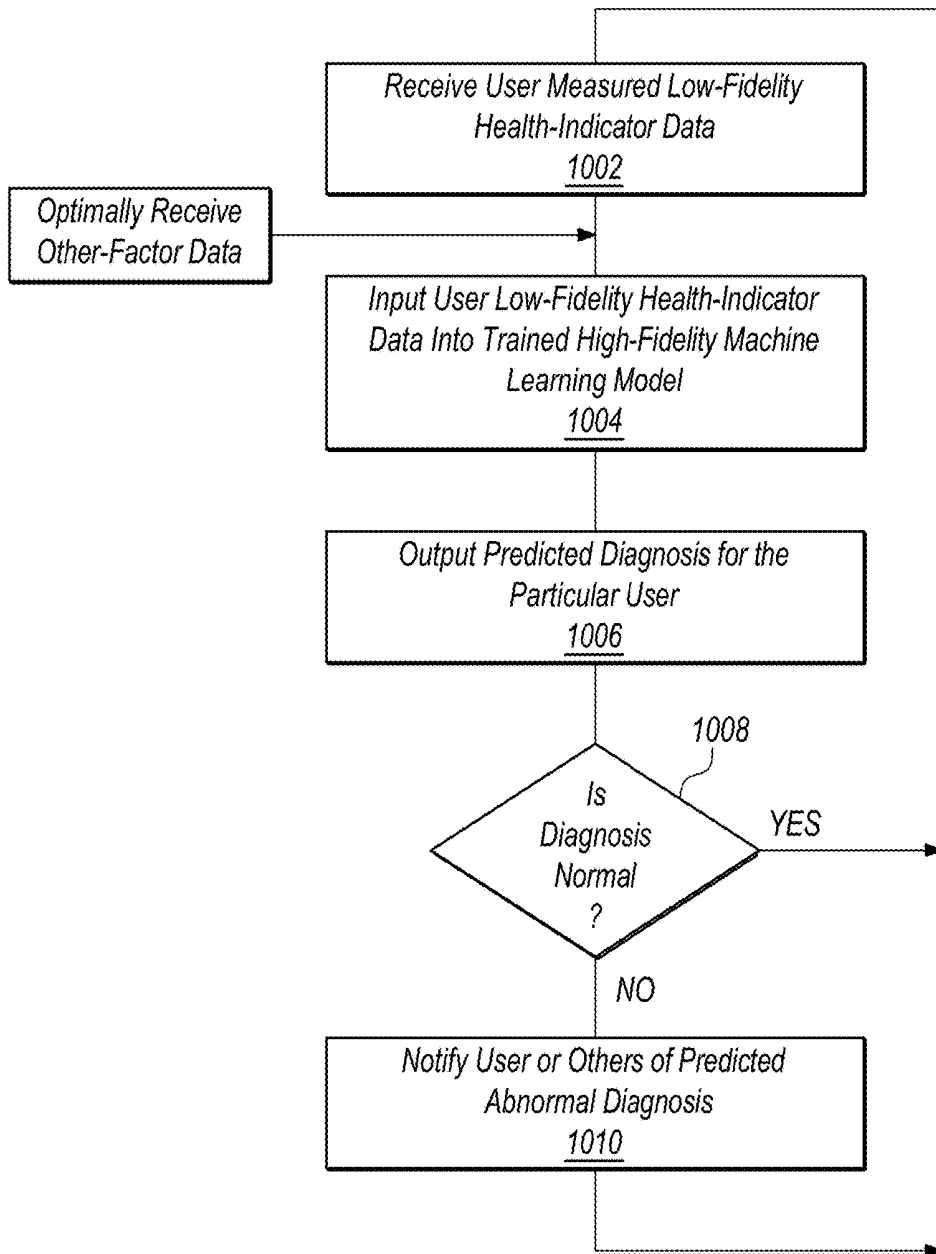 Receive User Measured Low-Fidelity
Health-Indicator Data
1002
Optimally Receive
Other-Factor Data
Input User Low-Fidelity Health-Indicator
Data Into Trained High-Fidelity Machine
Learning Model
1004
Output Predicted Diagnosis for the
Particular User
1006
1008
Is
Diagnosis
Normal
?
YES
NO
Notify User or Others of Predicted
Abnormal Diagnosis
1010